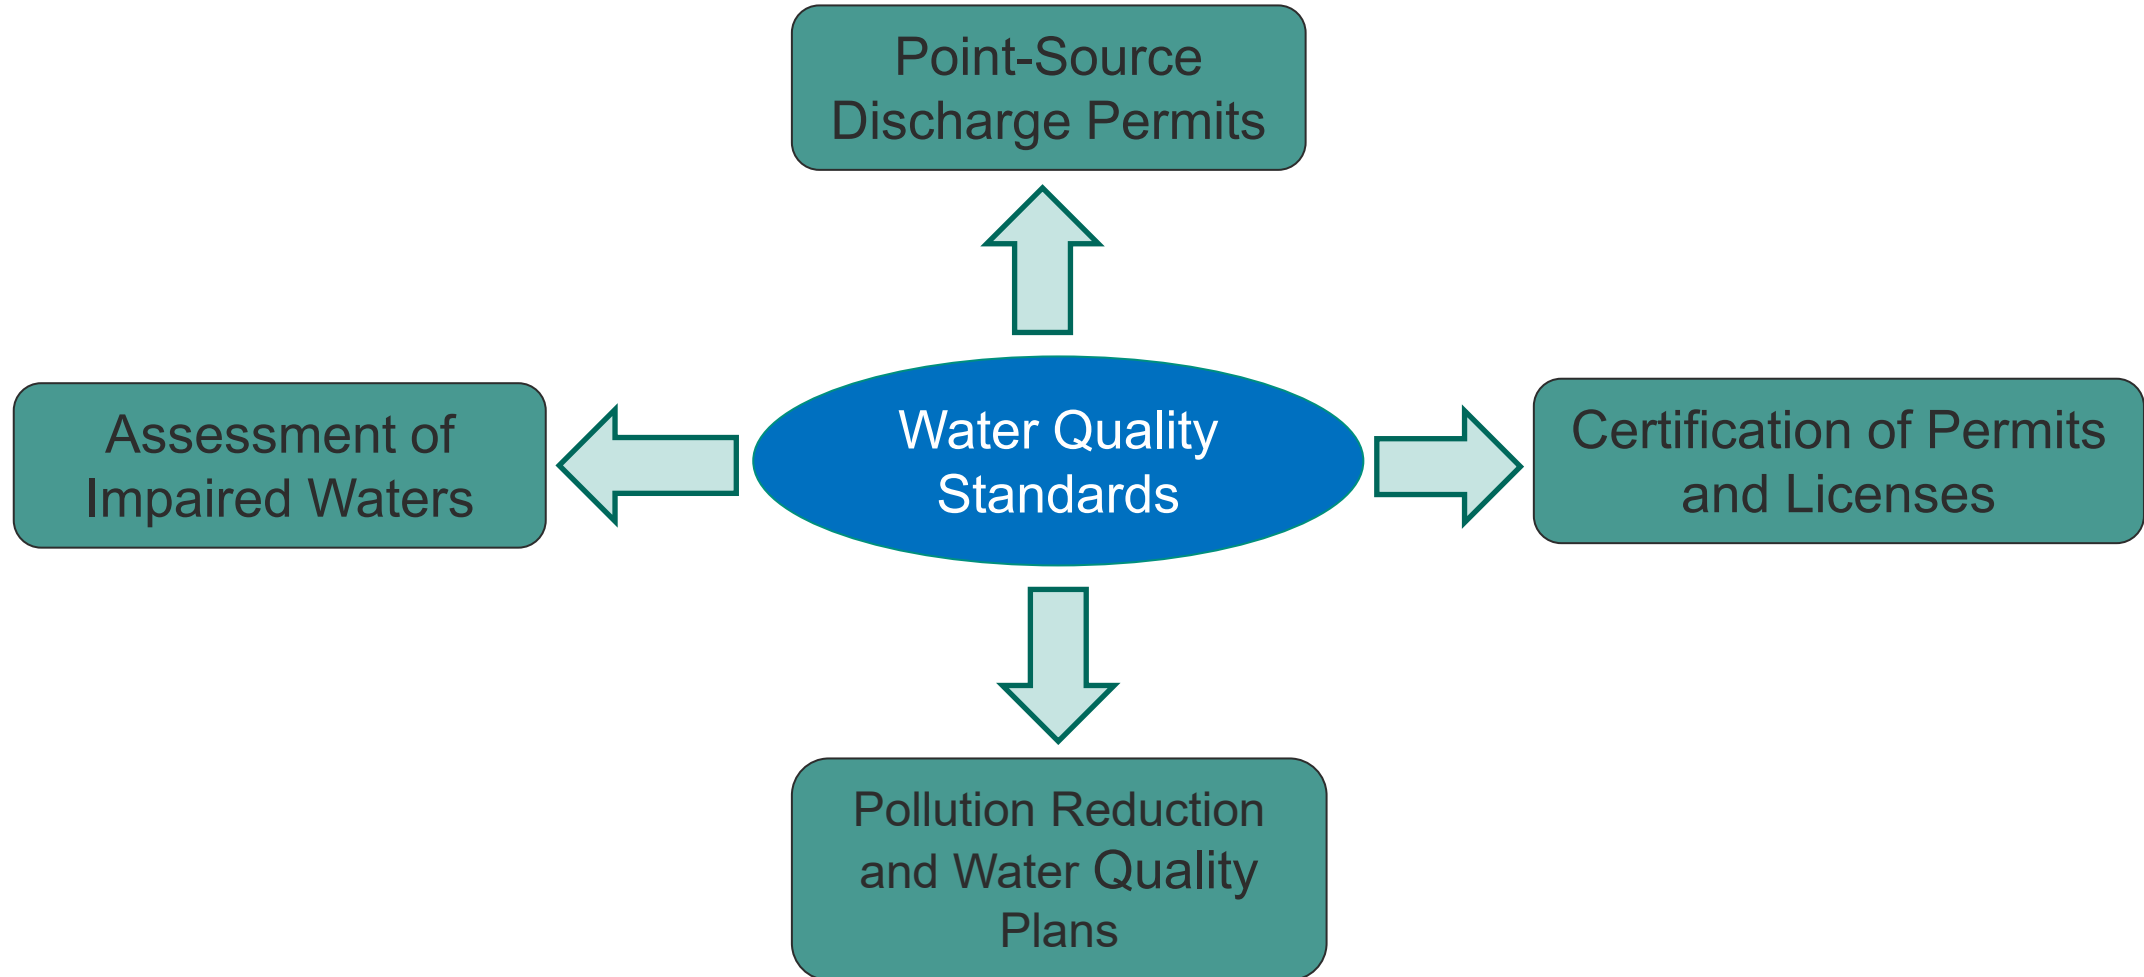 Point-Source
Discharge Permits
Assessment of
Impaired Waters
Water Quality
Standards
Certification of Permits
and Licenses
Pollution Reduction
and Water Quality
Plans